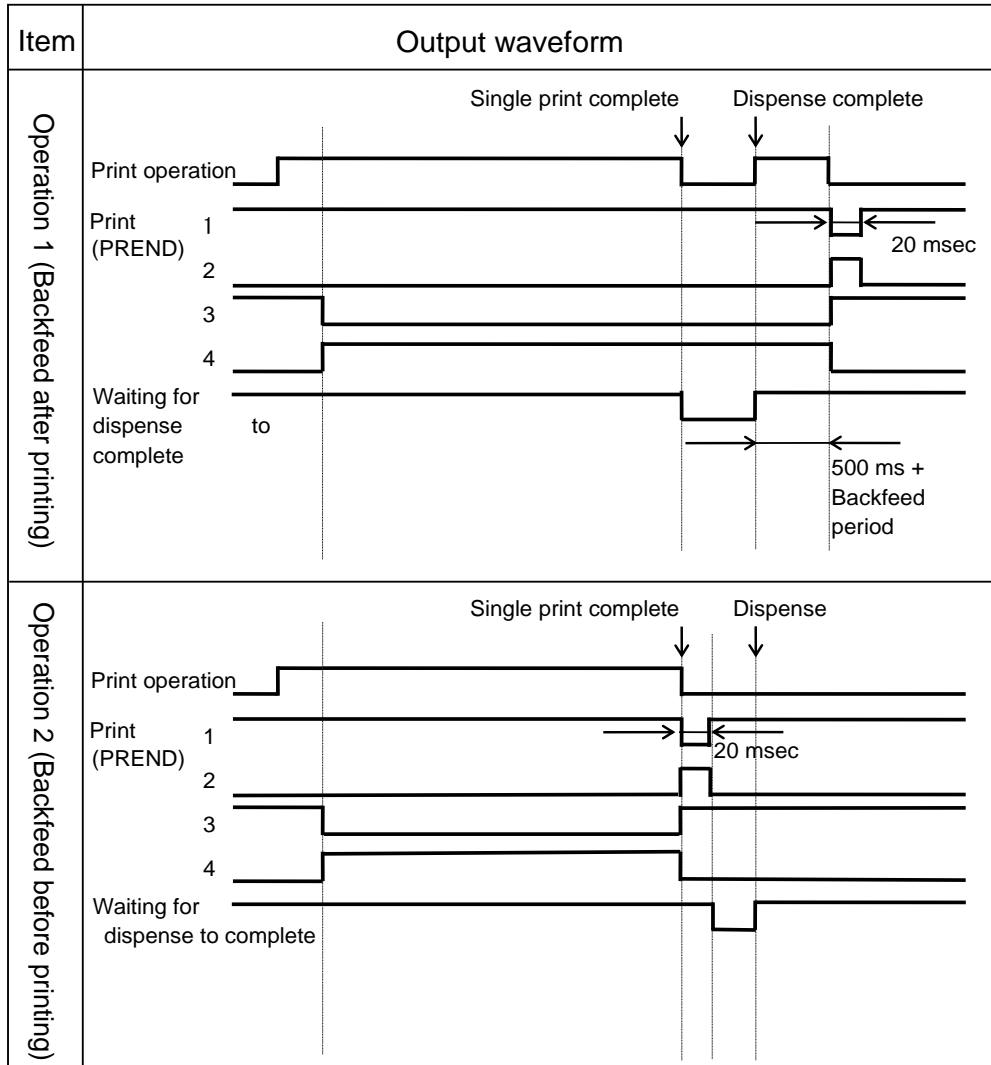 Item
Output waveform
Operation 1 (Backfeed after printing)
Single print complete
Dispense complete
Print operation
Print
(PREND)
1
20 msec
2
3
4
Waiting for
dispense to
complete
500 ms +
Backfeed
period
Operation 2 (Backfeed before printing)
Single print complete
Dispense
Print operation
Print
(PREND)
1
20 msec
2
3
4
Waiting for
dispense to complete